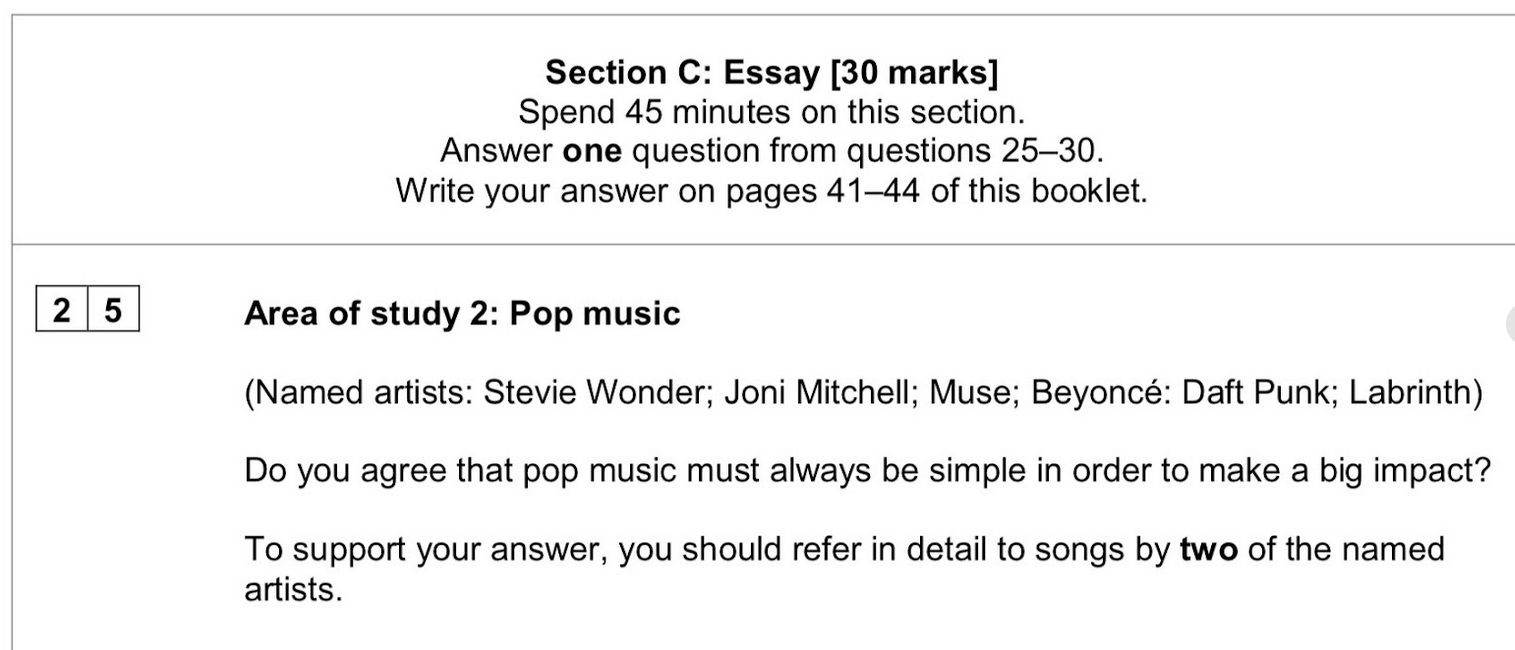 Section C: Essay [30 marks]
Spend 45 minutes on this section.
Answer one question from questions 25–30.
Write your answer on pages 41–44 of this booklet.
2 5
Area of study 2: Pop music
(Named artists: Stevie Wonder; Joni Mitchell; Muse; Beyoncé: Daft Punk; Labrinth)
Do you agree that pop music must always be simple in order to make a big impact?
To support your answer, you should refer in detail to songs by two of the named
artists.